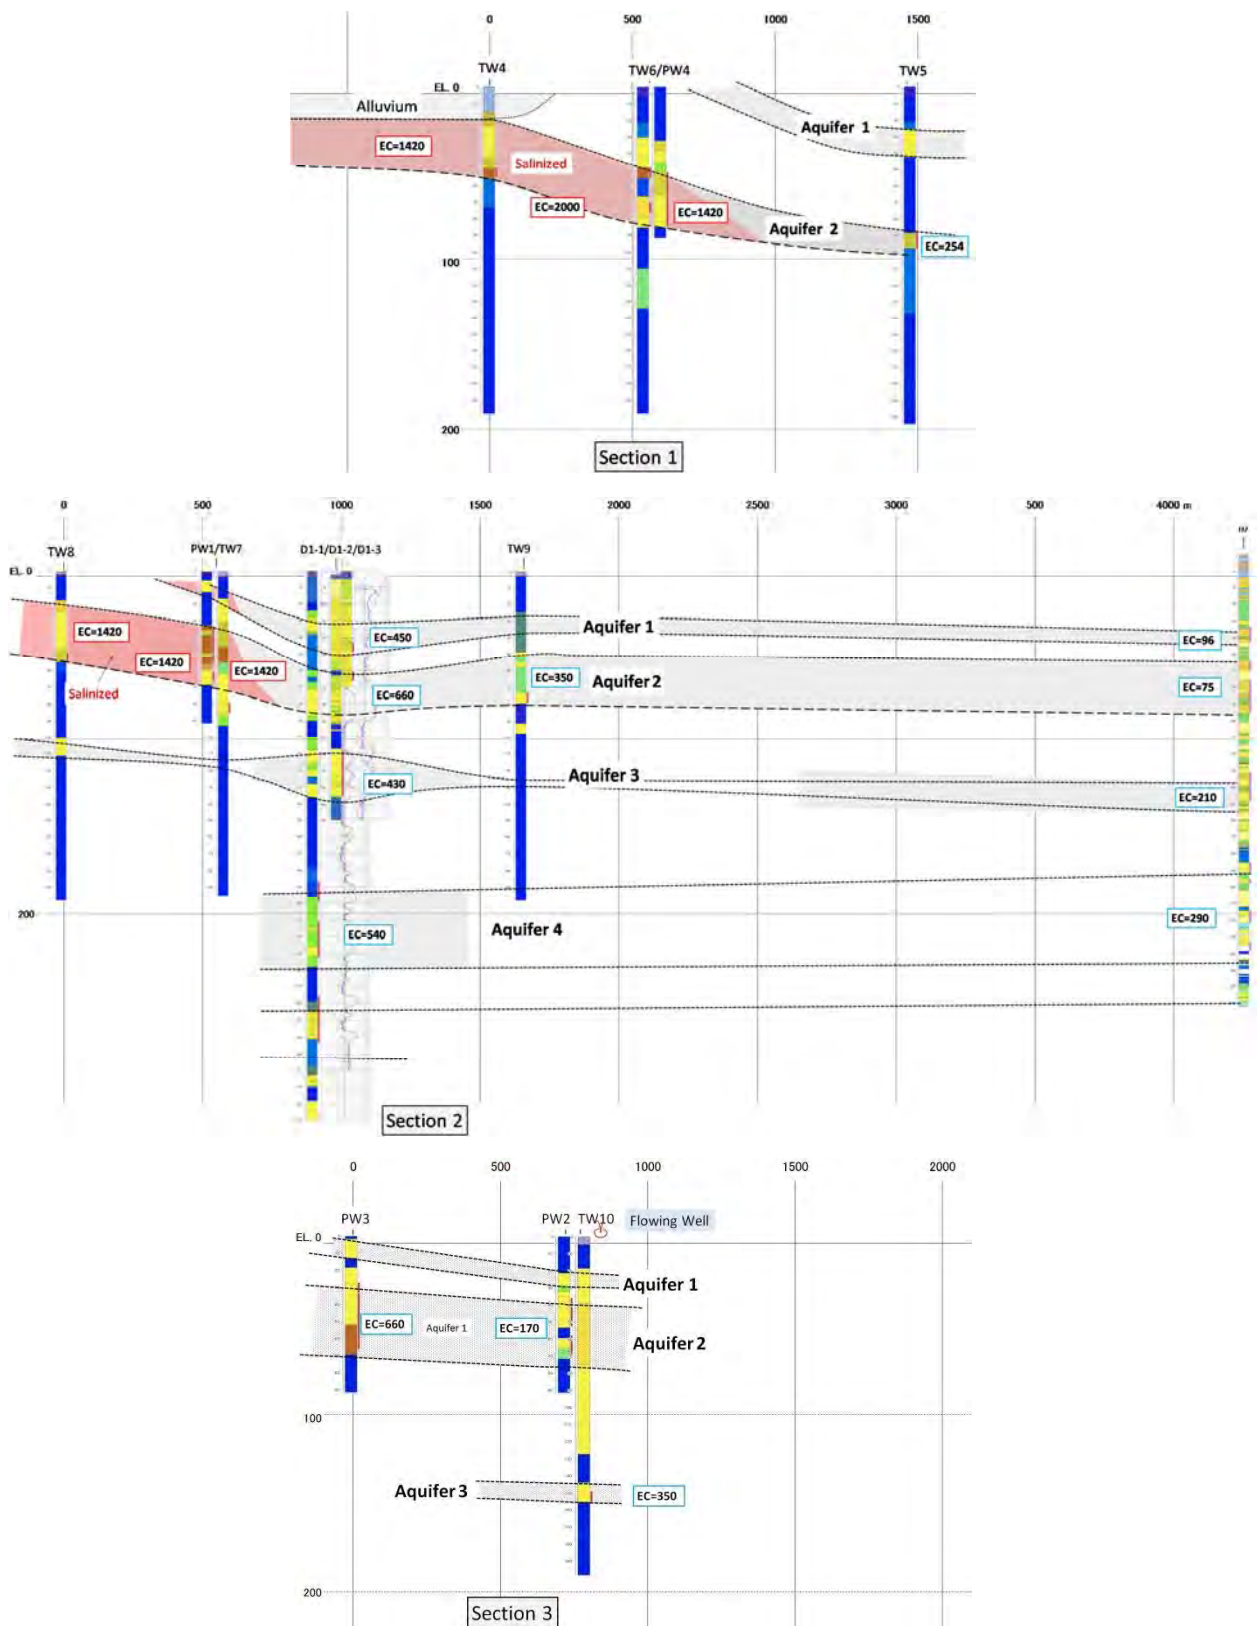 0 500 1000 1500
TW4 TW6/PW4 TW5
EL. 0
Alluvium
Aquifer 1
EC=1420
Salinized
EC=2000 EC=1420
Aquifer 2
EC=254
100
200
Section 1
0 500 1000 1500 2000 3000 500 4000 m
TW8 PW1/TW7 D1-1/D1-2/D1-3 TW9
EL. 0
Aquifer 1
EC=450
EC=96
EC=1420
EC=1420 EC=1420
Salinized
EC=660
EC=350
Aquifer 2
EC=75
Aquifer 3
EC=430
EC=210
200
EC=540
Aquifer 4
EC=290
Section 2
0 500 1000 1500 2000
PW3 PW2 TW10 Flowing Well
EL. 0
Aquifer 1
EC=660 Aquifer 1 EC=170
Aquifer 2
100
Aquifer 3
EC=350
200
Section 3